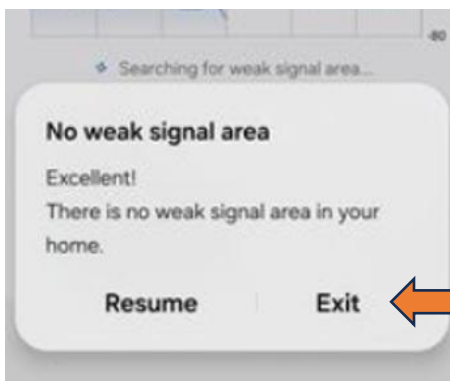 -80
Searching for weak signal area...
No weak signal area
Excellent!
There is no weak signal area in your
home.
Resume Exit